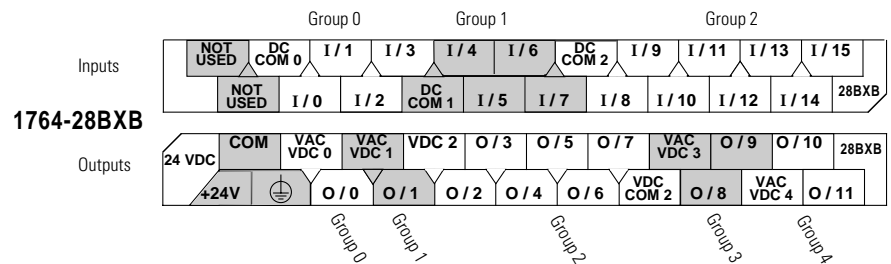 Group 0 Group 1 Group 2
Inputs
NOT USED DC COM 0 I / 1 I / 3 I / 4 I / 6 DC COM 2 I / 9 I / 11 I / 13 I / 15
NOT USED I / 0 I / 2 DC COM 1 I / 5 I / 7 I / 8 I / 10 I / 12 I / 14 28BXB
1764-28BXB
Outputs
24 VDC COM VAC VDC 0 VAC VDC 1 VDC 2 O / 3 O / 5 O / 7 VAC VDC 3 O / 9 O / 10 28BXB
+24V O / 0 O / 1 O / 2 O / 4 O / 6 VDC COM 2 O / 8 VAC VDC 4 O / 11
Group 0 Group 1 Group 2 Group 3 Group 4